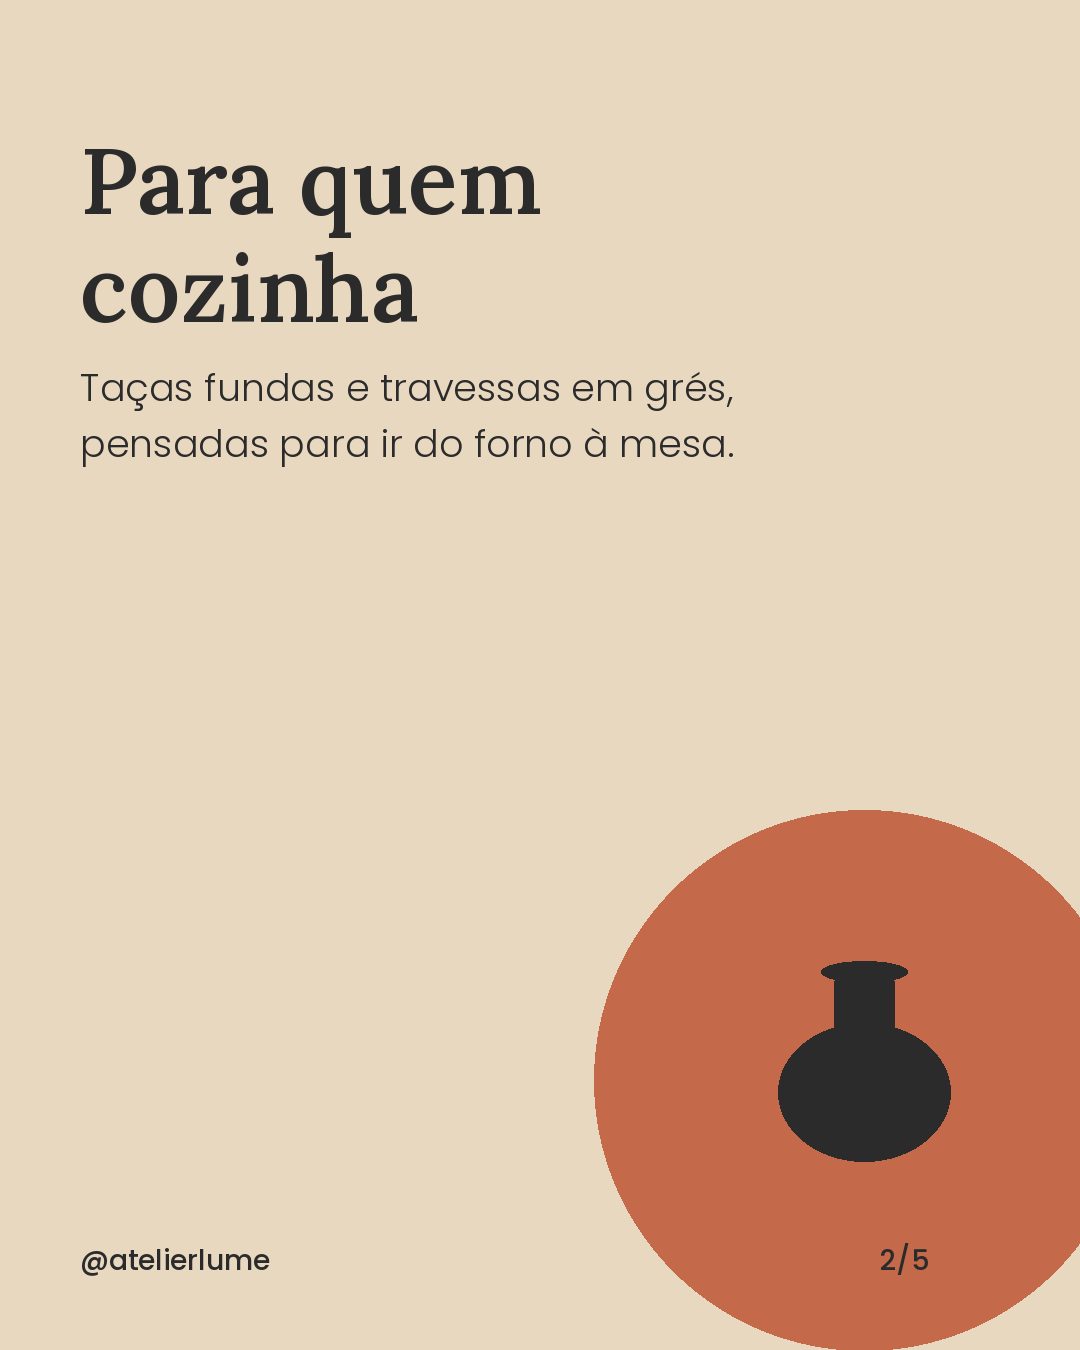 Para quem
cozinha
Taças fundas e travessas em grés,
pensadas para ir do forno à mesa.
@atelierlume
2/5